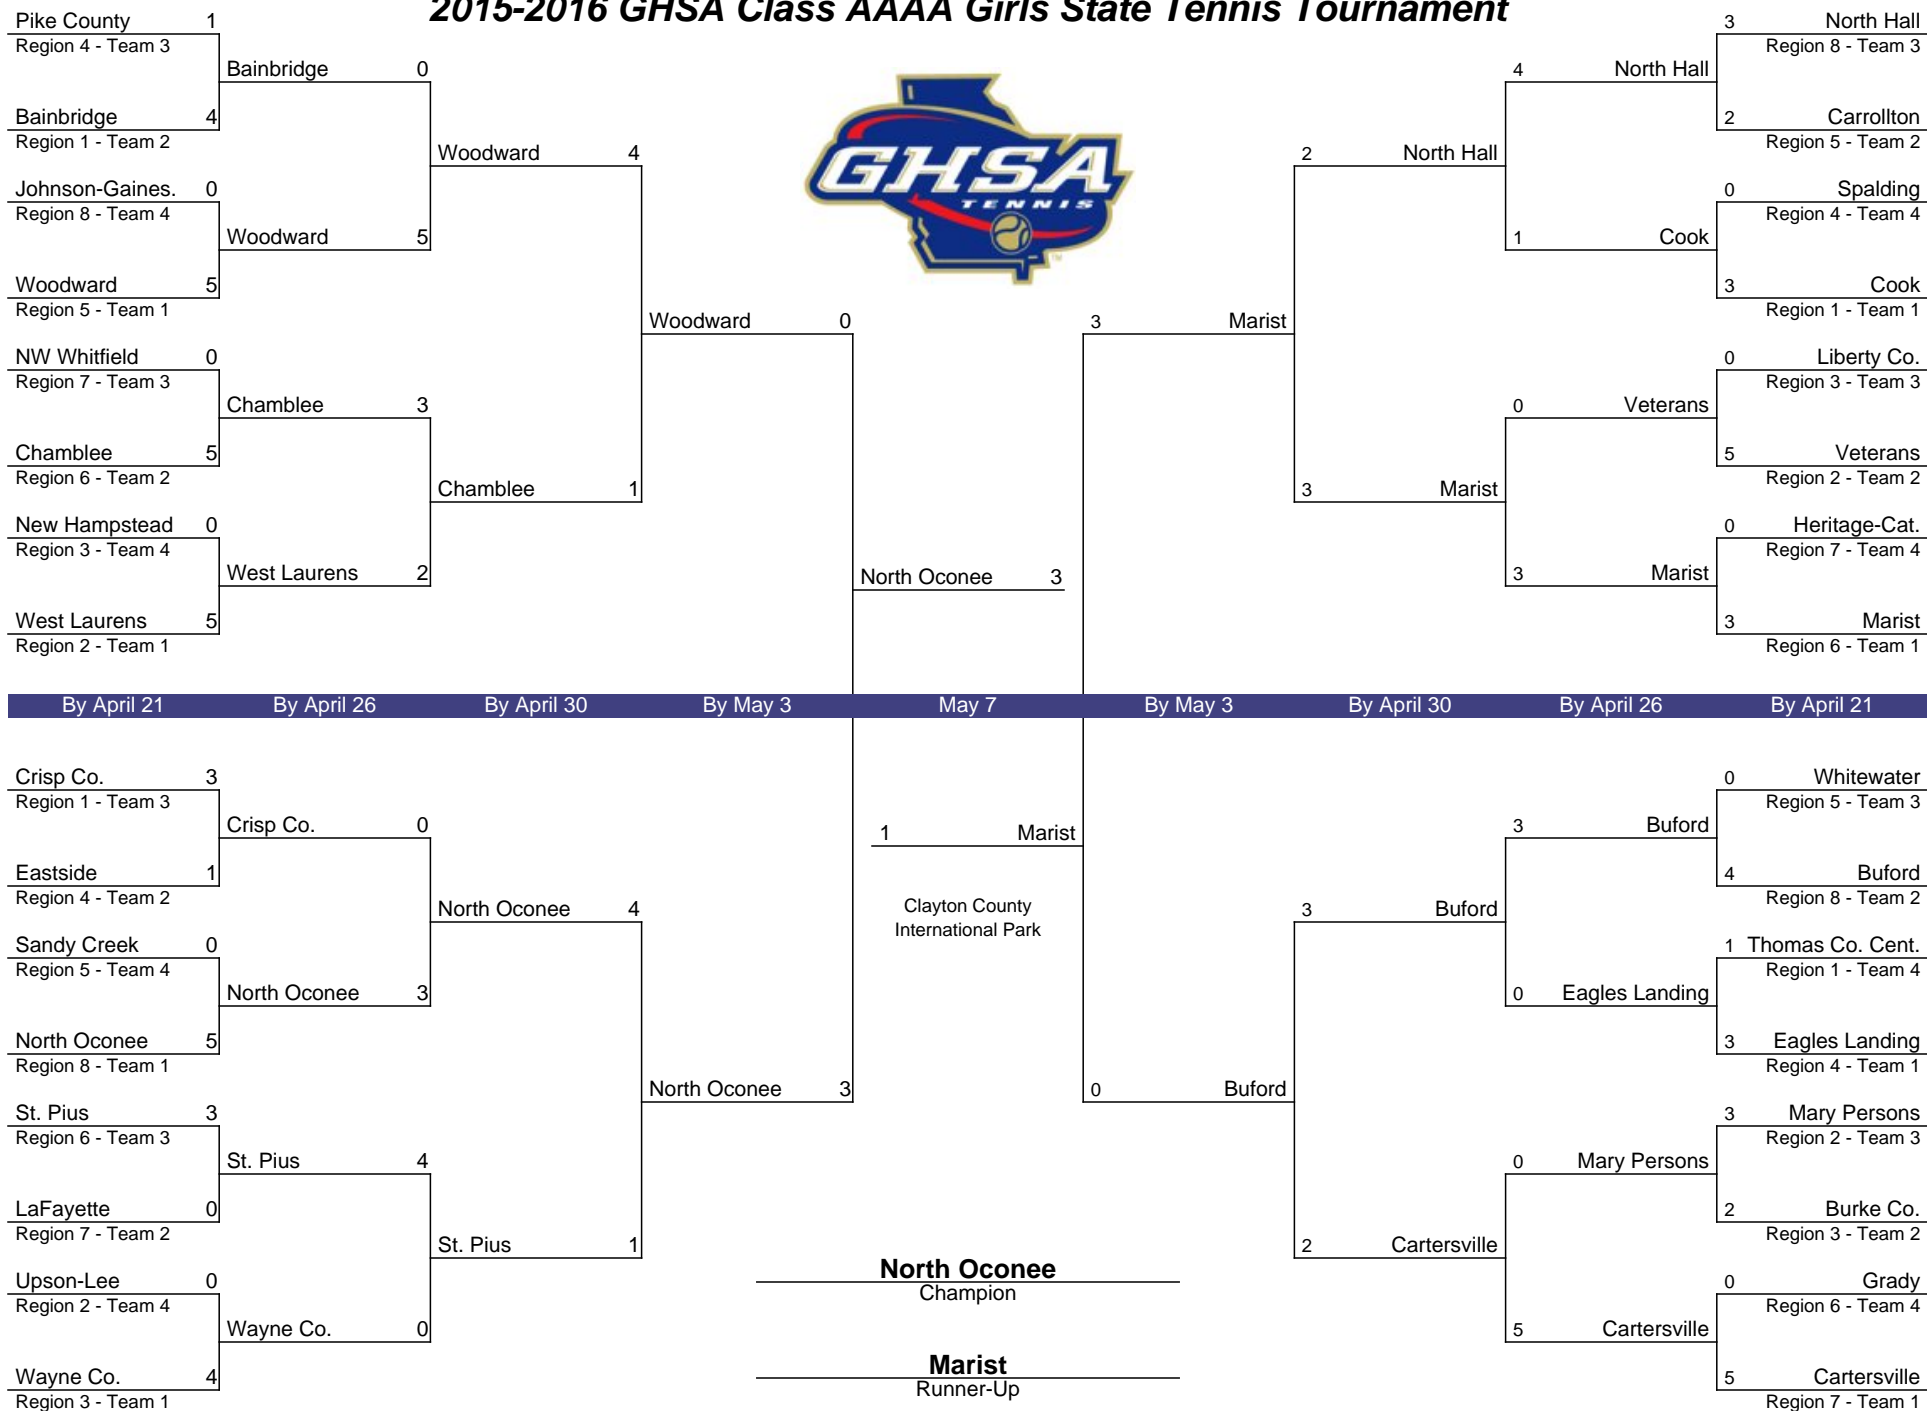 2015-2016 GHSA Class AAAA Girls State Tennis Tournament
Pike County 1
Region 4 - Team 3
Bainbridge 0
Bainbridge 4
Region 1 - Team 2
Woodward 4
Johnson-Gaines. 0
Region 8 - Team 4
Woodward 5
Woodward 5
Region 5 - Team 1
Woodward 0
NW Whitfield 0
Region 7 - Team 3
Chamblee 3
Chamblee 5
Region 6 - Team 2
Chamblee 1
New Hampstead 0
Region 3 - Team 4
West Laurens 2
West Laurens 5
Region 2 - Team 1
GHSA
TENNIS
TM
North Oconee 3
3 North Hall
Region 8 - Team 3
4 North Hall
2 Carrollton
Region 5 - Team 2
2 North Hall
0 Spalding
Region 4 - Team 4
1 Cook
3 Cook
Region 1 - Team 1
3 Marist
0 Liberty Co.
Region 3 - Team 3
0 Veterans
5 Veterans
Region 2 - Team 2
3 Marist
0 Heritage-Cat.
Region 7 - Team 4
3 Marist
3 Marist
Region 6 - Team 1
By April 21 By April 26 By April 30 By May 3 May 7 By May 3 By April 30 By April 26 By April 21
Crisp Co. 3
Region 1 - Team 3
Crisp Co. 0
Eastside 1
Region 4 - Team 2
North Oconee 4
Sandy Creek 0
Region 5 - Team 4
North Oconee 3
North Oconee 5
Region 8 - Team 1
North Oconee 3
St. Pius 3
Region 6 - Team 3
St. Pius 4
LaFayette 0
Region 7 - Team 2
St. Pius 1
Upson-Lee 0
Region 2 - Team 4
Wayne Co. 0
Wayne Co. 4
Region 3 - Team 1
1 Marist
Clayton County
International Park
North Oconee
Champion
Marist
Runner-Up
0 Whitewater
Region 5 - Team 3
3 Buford
4 Buford
Region 8 - Team 2
3 Buford
1 Thomas Co. Cent.
Region 1 - Team 4
0 Eagles Landing
3 Eagles Landing
Region 4 - Team 1
0 Buford
3 Mary Persons
Region 2 - Team 3
0 Mary Persons
2 Burke Co.
Region 3 - Team 2
2 Cartersville
0 Grady
Region 6 - Team 4
5 Cartersville
5 Cartersville
Region 7 - Team 1